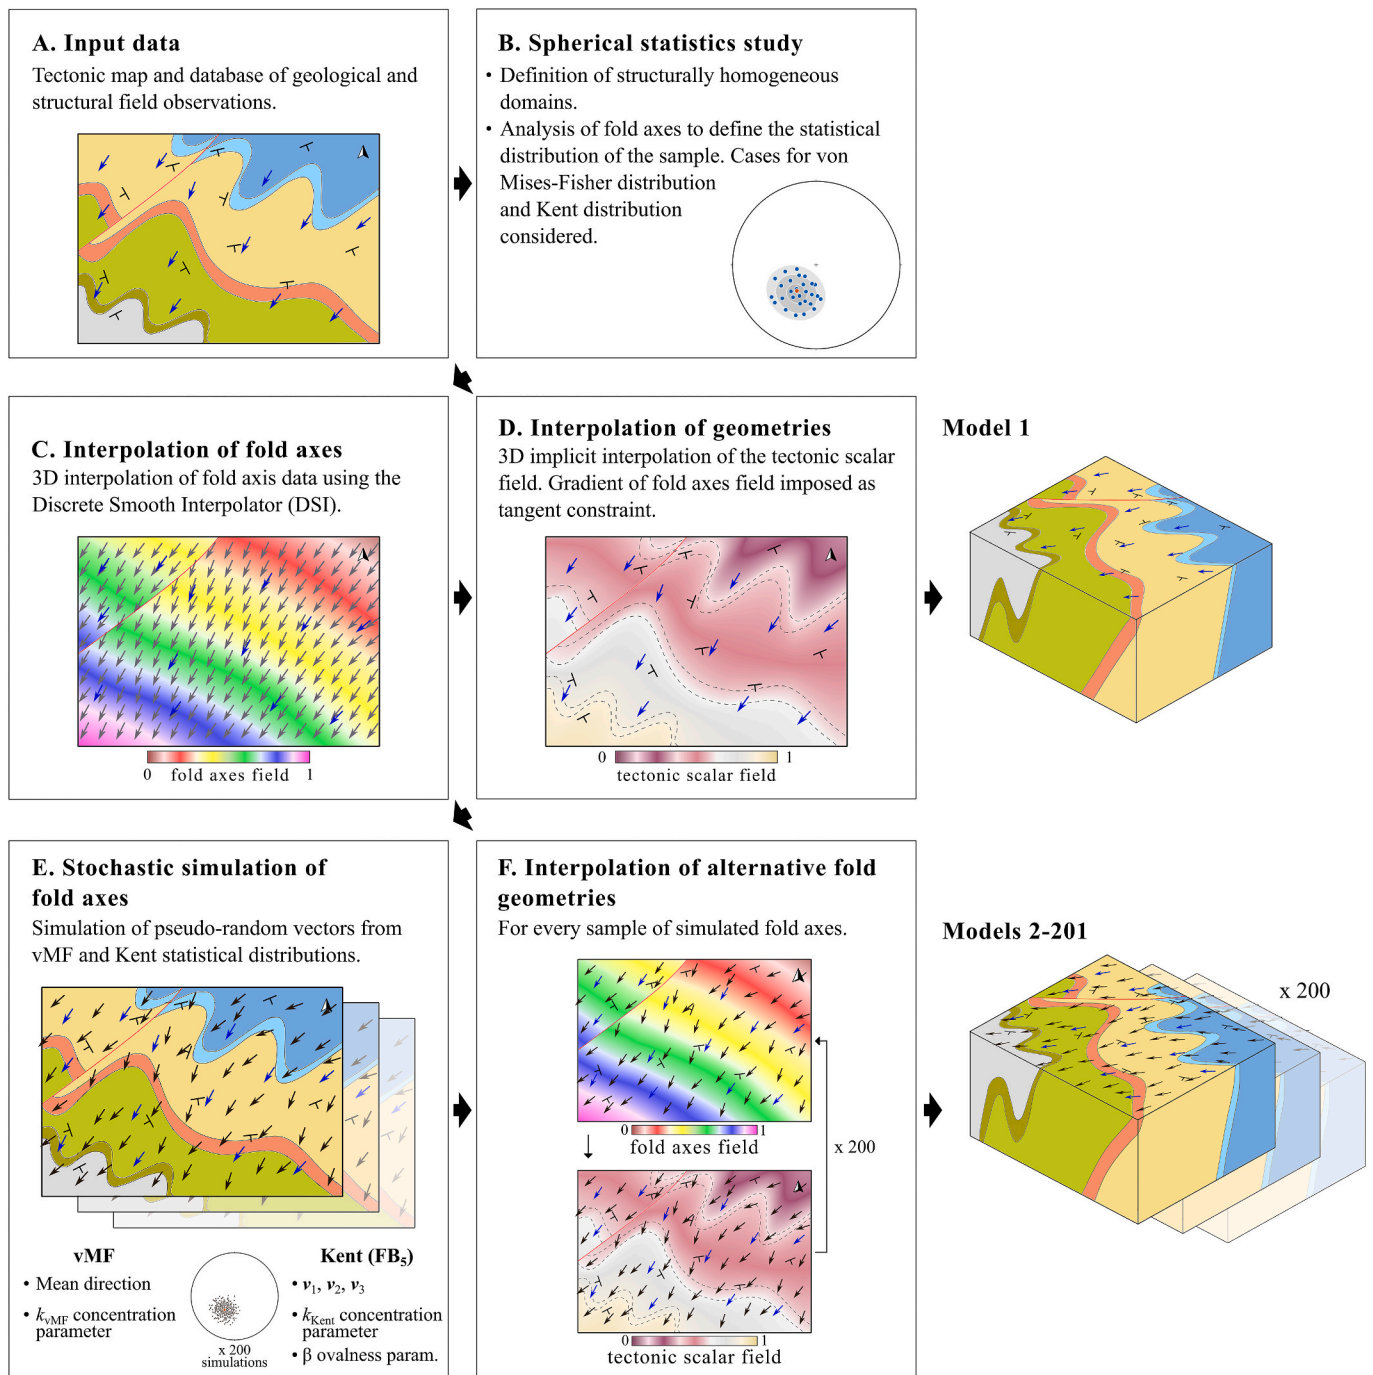 A. Input data
Tectonic map and database of geological and
structural field observations.
B. Spherical statistics study
• Definition of structurally homogeneous
domains.
• Analysis of fold axes to define the statistical
distribution of the sample. Cases for von
Mises-Fisher distribution
and Kent distribution
considered.
C. Interpolation of fold axes
3D interpolation of fold axis data using the
Discrete Smooth Interpolator (DSI).
0 fold axes field 1
D. Interpolation of geometries
3D implicit interpolation of the tectonic scalar
field. Gradient of fold axes field imposed as
tangent constraint.
0 1
tectonic scalar field
Model 1
E. Stochastic simulation of
fold axes
Simulation of pseudo-random vectors from
vMF and Kent statistical distributions.
vMF
• Mean direction
• kvMF concentration
parameter
x 200
simulations
Kent (FB5)
• v1, v2, v3
• kKent concentration
parameter
• β ovalness param.
F. Interpolation of alternative fold
geometries
For every sample of simulated fold axes.
0 1
fold axes field
x 200
0 1
tectonic scalar field
Models 2-201
x 200